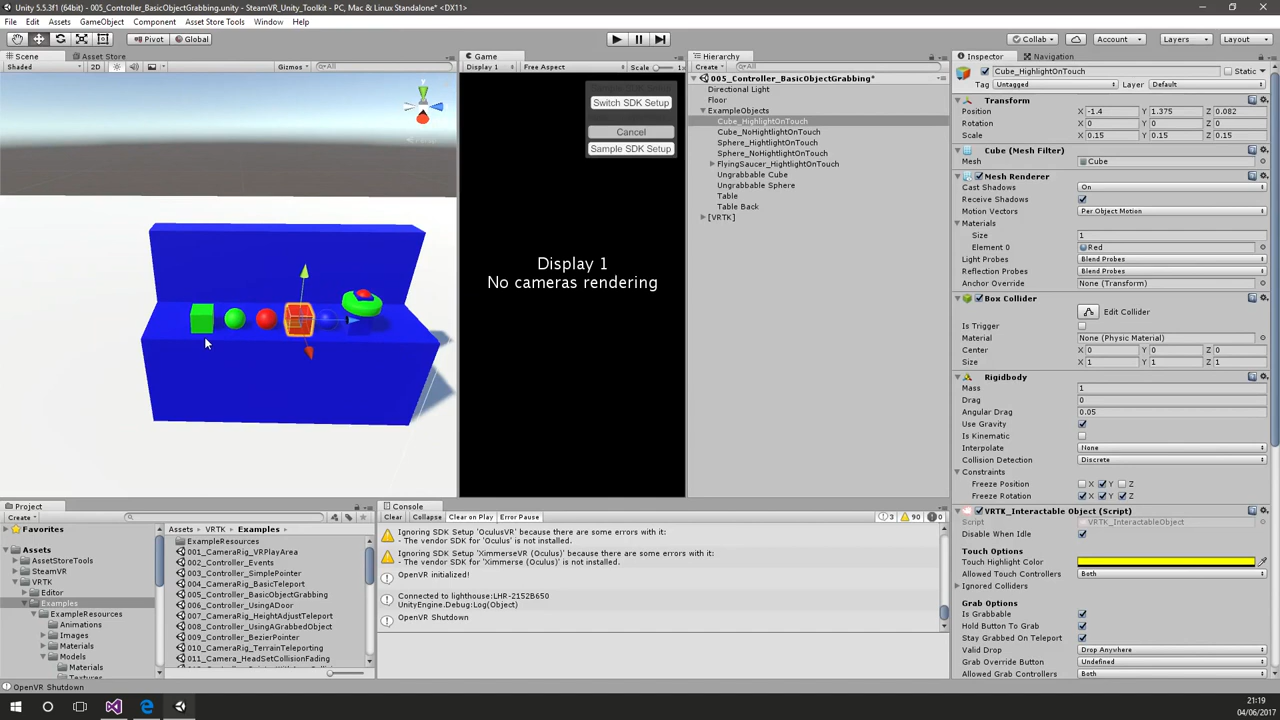 Unity 5.5.3f1 (64bit) - 005_Controller_BasicObjectGrabbing.unity - SteamVR_Unity_Toolkit - PC, Mac & Linux Standalone* <DX11>
File Edit Assets GameObject Component Asset Store Tools Window Help
Pivot Global Collab Account Layers Layout
Scene Asset Store
Shaded 2D Gizmos All
y
Game
Display 1 Free Aspect Scale 1x
Switch SDK Setup
Cancel
Sample SDK Setup
Display 1
No cameras rendering
Hierarchy
Create All
005_Controller_BasicObjectGrabbing*
Directional Light
Floor
ExampleObjects
Cube_HighlightOnTouch
Cube_NoHightlightOnTouch
Sphere_HightlightOnTouch
Sphere_NoHightlightOnTouch
FlyingSaucer_HightlightOnTouch
Ungrabbable Cube
Ungrabbable Sphere
Table
Table Back
[VRTK]
Inspector Navigation
Cube_HighlightOnTouch Static
Tag Untagged Layer Default
Transform
Position X -1.4 Y 1.375 Z 0.082
Rotation X 0 Y 0 Z 0
Scale X 0.15 Y 0.15 Z 0.15
Cube (Mesh Filter)
Mesh Cube
Mesh Renderer
Cast Shadows On
Receive Shadows
Motion Vectors Per Object Motion
Materials
Size 1
Element 0 Red
Light Probes Blend Probes
Reflection Probes Blend Probes
Anchor Override None (Transform)
Box Collider
Edit Collider
Is Trigger
Material None (Physic Material)
Center X 0 Y 0 Z 0
Size X 1 Y 1 Z 1
Rigidbody
Mass 1
Drag 0
Angular Drag 0.05
Use Gravity
Is Kinematic
Interpolate None
Collision Detection Discrete
Constraints
Freeze Position X Y Z
Freeze Rotation X Y Z
VRTK_Interactable Object (Script)
Script VRTK_InteractableObject
Disable When Idle
Touch Options
Touch Highlight Color
Allowed Touch Controllers Both
Ignored Colliders
Grab Options
Is Grabbable
Hold Button To Grab
Stay Grabbed On Teleport
Valid Drop Drop Anywhere
Grab Override Button Undefined
Allowed Grab Controllers Both
Project
Create
Favorites
Assets
AssetStoreTools
SteamVR
VRTK
Editor
Examples
ExampleResources
Animations
Images
Materials
Models
Materials
Textures
Assets VRTK Examples
ExampleResources
001_CameraRig_VRPlayArea
002_Controller_Events
003_Controller_SimplePointer
004_CameraRig_BasicTeleport
005_Controller_BasicObjectGrabbing
006_Controller_UsingADoor
007_CameraRig_HeightAdjustTeleport
008_Controller_UsingAGrabbedObject
009_Controller_BezierPointer
010_CameraRig_TerrainTeleporting
011_Camera_HeadSetCollisionFading
Console
Clear Collapse Clear on Play Error Pause 3 90 0
Ignoring SDK Setup 'OculusVR' because there are some errors with it:
- The vendor SDK for 'Oculus' is not installed.
Ignoring SDK Setup 'XimmerseVR (Oculus)' because there are some errors with it:
- The vendor SDK for 'Ximmerse (Oculus)' is not installed.
OpenVR initialized!
Connected to lighthouse:LHR-2152B650
UnityEngine.Debug:Log(Object)
OpenVR Shutdown
OpenVR Shutdown
21:19
04/06/2017